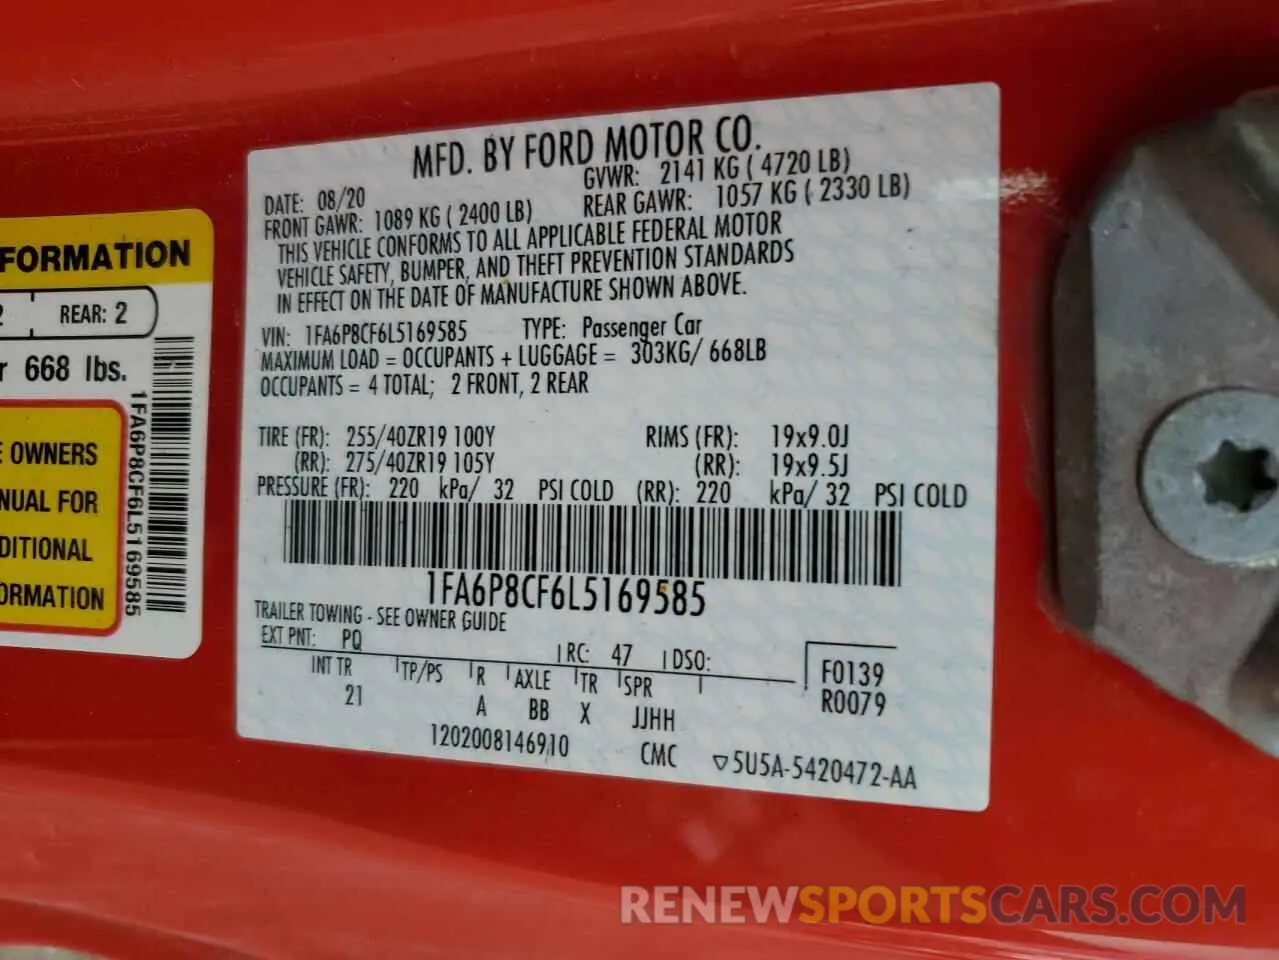 MFD. BY FORD MOTOR CO.
DATE: 08/20 GVWR: 2141 KG ( 4720 LB)
FRONT GAWR: 1089 KG ( 2400 LB) REAR GAWR: 1057 KG ( 2330 LB)
THIS VEHICLE CONFORMS TO ALL APPLICABLE FEDERAL MOTOR
VEHICLE SAFETY, BUMPER, AND THEFT PREVENTION STANDARDS
IN EFFECT ON THE DATE OF MANUFACTURE SHOWN ABOVE.
VIN: 1FA6P8CF6L5169585 TYPE: Passenger Car
MAXIMUM LOAD = OCCUPANTS + LUGGAGE = 303KG/ 668LB
OCCUPANTS = 4 TOTAL; 2 FRONT, 2 REAR
TIRE (FR): 255/40ZR19 100Y RIMS (FR): 19x9.0J
(RR): 275/40ZR19 105Y (RR): 19x9.5J
PRESSURE (FR): 220 kPa/ 32 PSI COLD (RR): 220 kPa/ 32 PSI COLD
1FA6P8CF6L5169585
TRAILER TOWING - SEE OWNER GUIDE
EXT PNT: PQ RC: 47 DSO:
INT TR TP/PS R AXLE TR SPR
21 A BB X JJHH
F0139
R0079
1202008146910 CMC ▽5U5A-5420472-AA
FORMATION
2 REAR: 2
r 668 lbs.
E OWNERS
NUAL FOR
DITIONAL
ORMATION
1FA6P8CF6L5169585
RENEWSPORTSCARS.COM